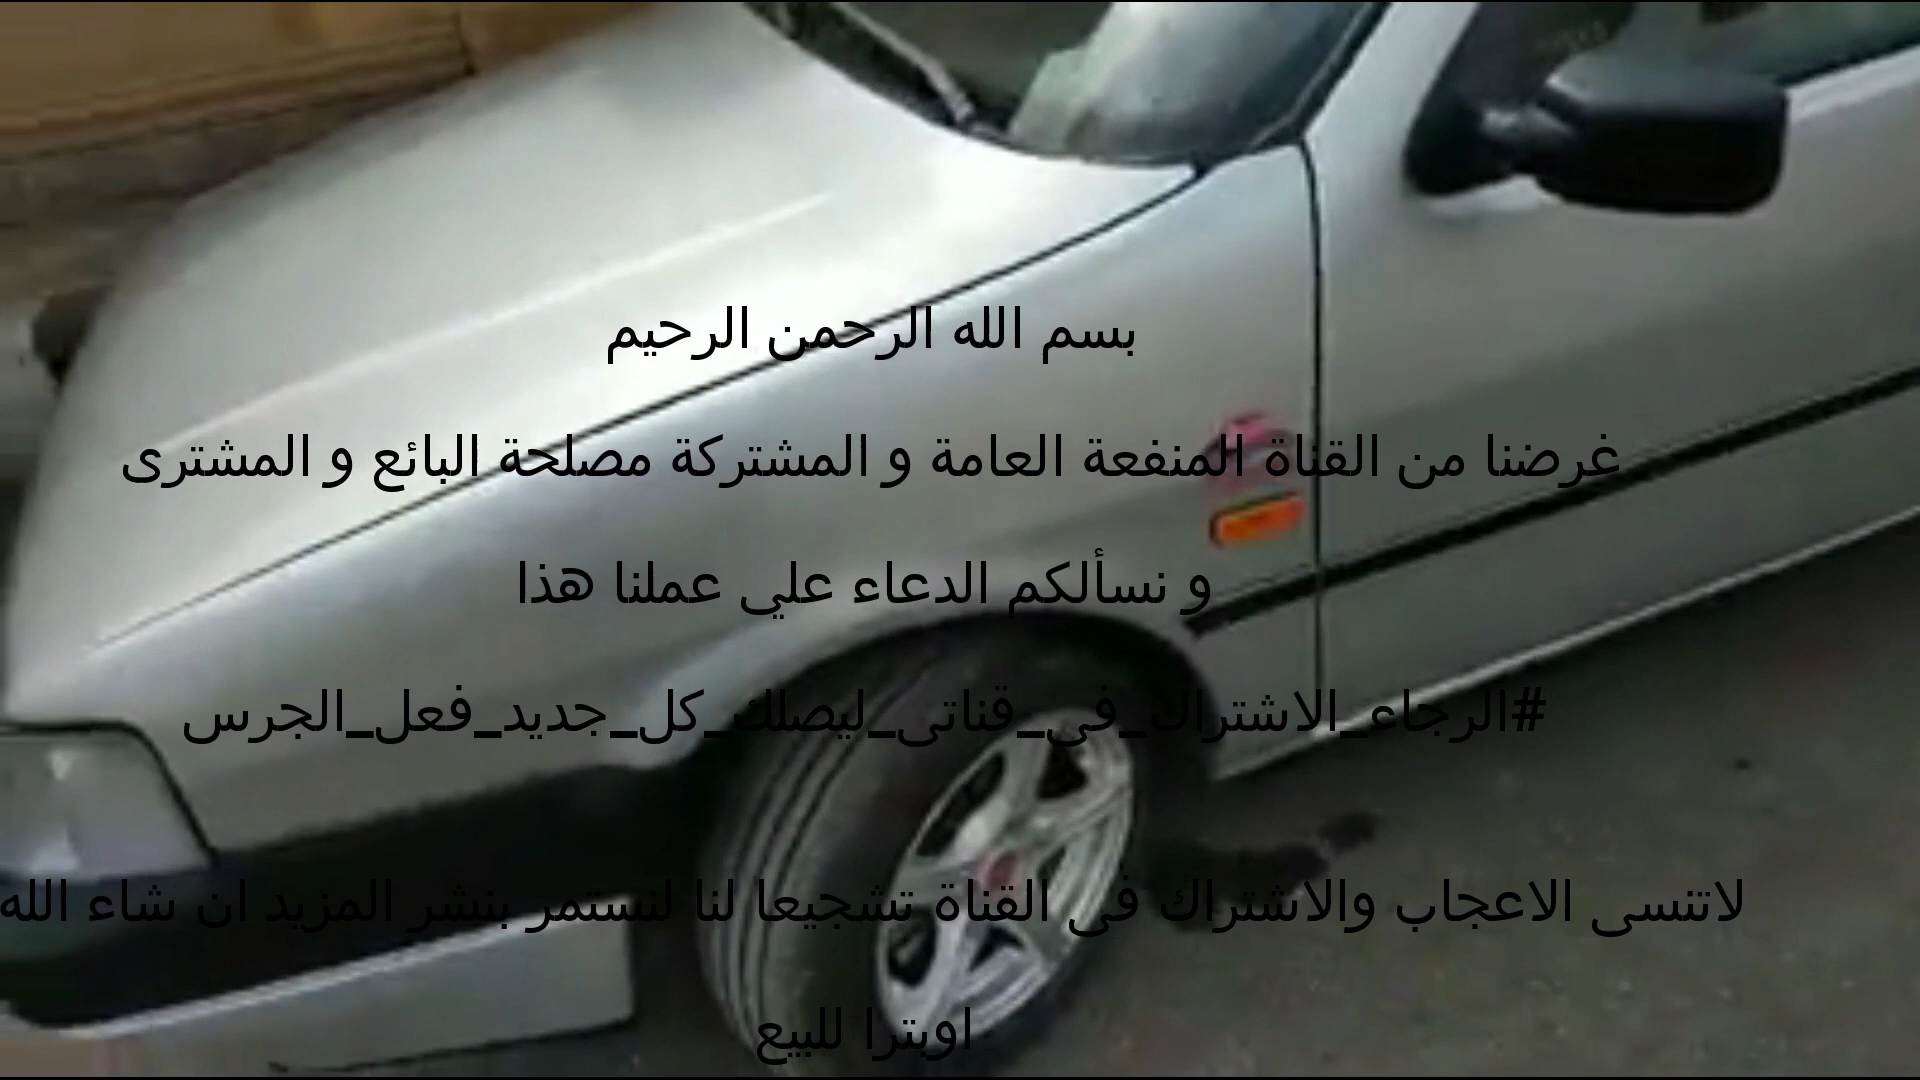 بسم الله الرحمن الرحيم
غرضنا من القناة المنفعة العامة و المشتركة مصلحة البائع و المشترى
و نسألكم الدعاء علي عملنا هذا
#الرجاء_الاشتراك_فى_قناتى_ليصلك_كل_جديد_فعل_الجرس
لاتنسى الاعجاب والاشتراك فى القناة تشجيعا لنا لنستمر بنشر المزيد ان شاء الله
اوبترا للبيع